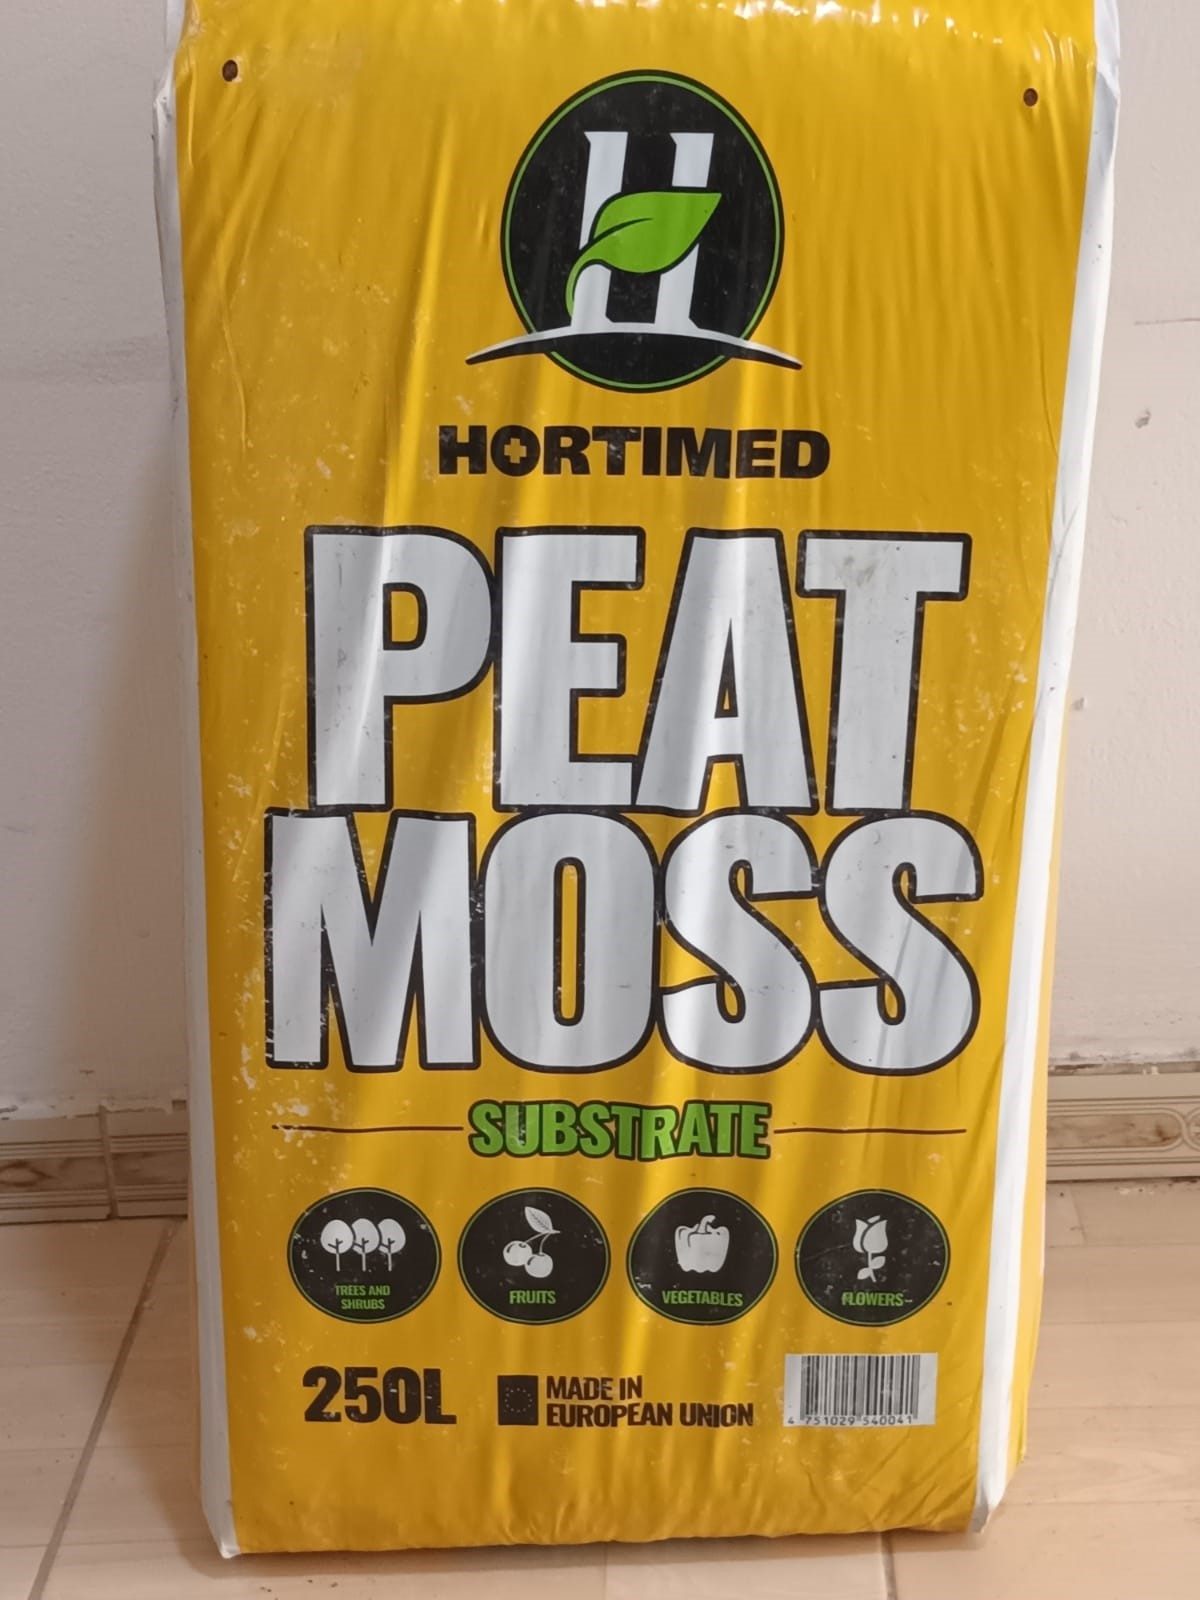 H
HORTIMED
PEAT
MOSS
SUBSTRATE
TREES AND
SHRUBS
FRUITS
VEGETABLES
FLOWERS
250L
MADE IN
EUROPEAN UNION
4 751029 540041